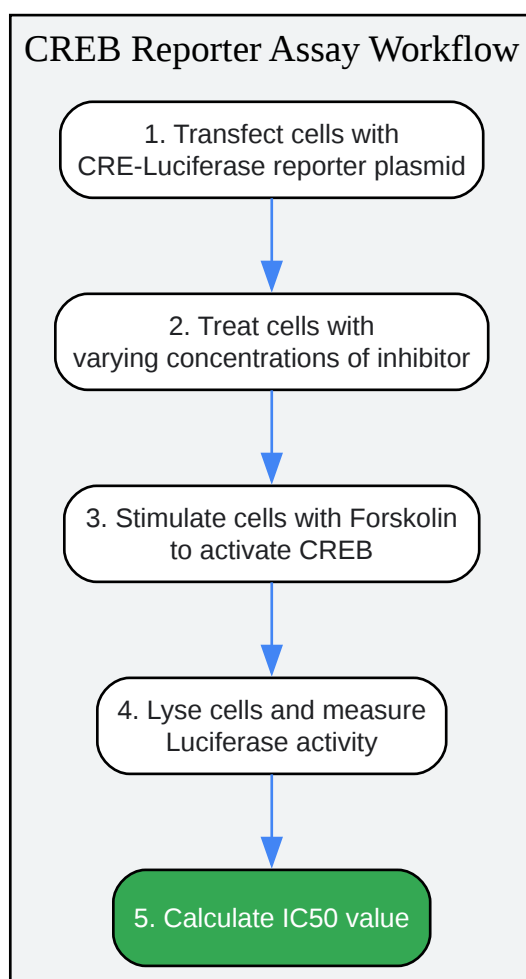 CREB Reporter Assay Workflow
1. Transfect cells with
CRE-Luciferase reporter plasmid
2. Treat cells with
varying concentrations of inhibitor
3. Stimulate cells with Forskolin
to activate CREB
4. Lyse cells and measure
Luciferase activity
5. Calculate IC50 value